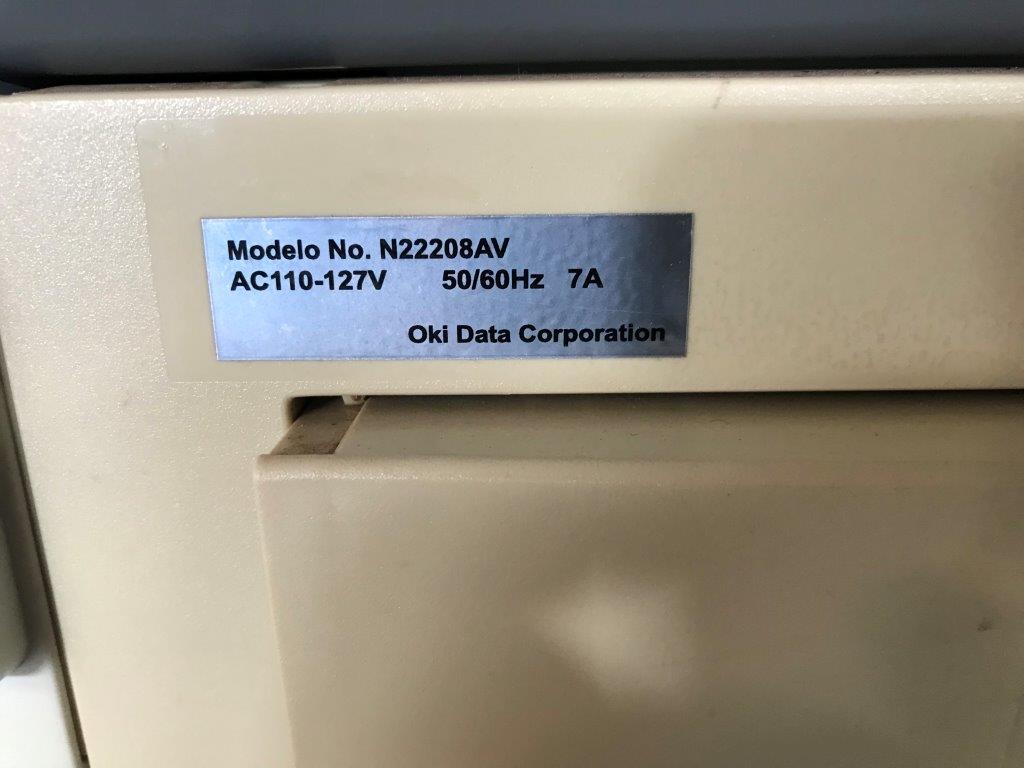 Modelo No. N22208AV
AC110-127V 50/60Hz 7A
Oki Data Corporation